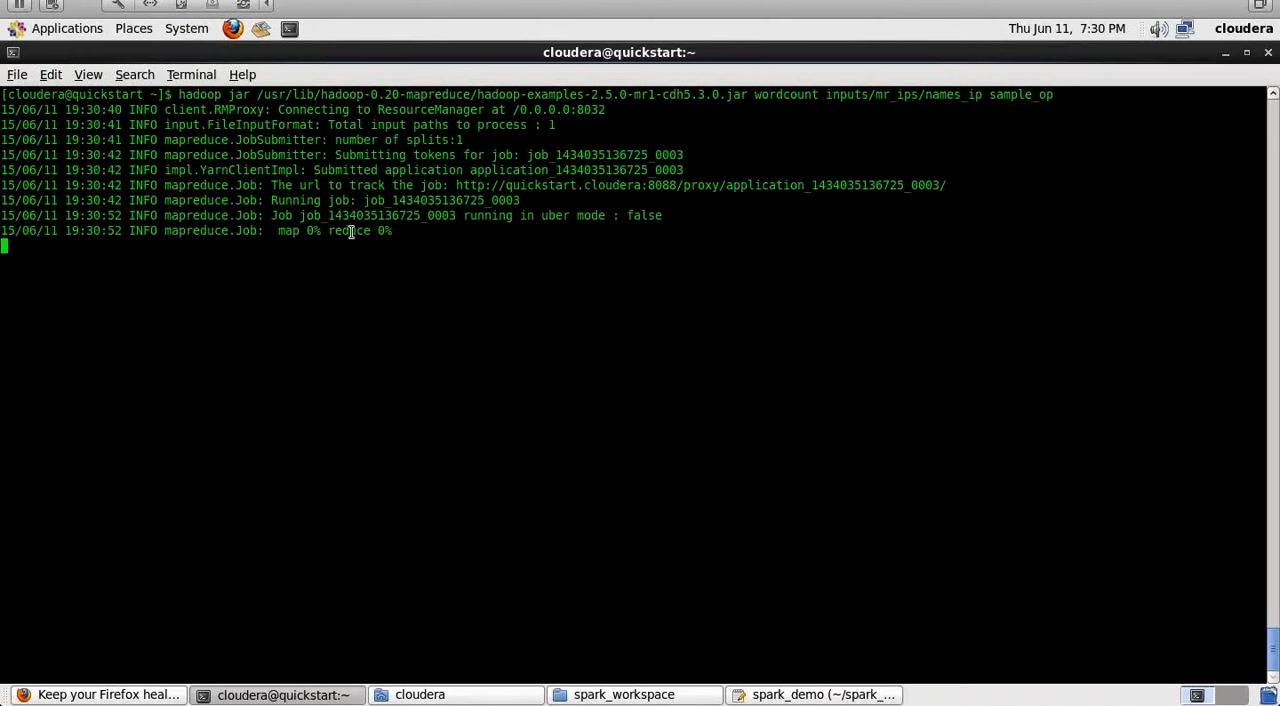 Applications Places System Thu Jun 11, 7:30 PM cloudera
cloudera@quickstart:~
File Edit View Search Terminal Help
[cloudera@quickstart ~]$ hadoop jar /usr/lib/hadoop-0.20-mapreduce/hadoop-examples-2.5.0-mr1-cdh5.3.0.jar wordcount inputs/mr_ips/names_ip sample_op
15/06/11 19:30:40 INFO client.RMProxy: Connecting to ResourceManager at /0.0.0.0:8032
15/06/11 19:30:41 INFO input.FileInputFormat: Total input paths to process : 1
15/06/11 19:30:41 INFO mapreduce.JobSubmitter: number of splits:1
15/06/11 19:30:42 INFO mapreduce.JobSubmitter: Submitting tokens for job: job_1434035136725_0003
15/06/11 19:30:42 INFO impl.YarnClientImpl: Submitted application application_1434035136725_0003
15/06/11 19:30:42 INFO mapreduce.Job: The url to track the job: http://quickstart.cloudera:8088/proxy/application_1434035136725_0003/
15/06/11 19:30:42 INFO mapreduce.Job: Running job: job_1434035136725_0003
15/06/11 19:30:52 INFO mapreduce.Job: Job job_1434035136725_0003 running in uber mode : false
15/06/11 19:30:52 INFO mapreduce.Job:  map 0% reduce 0%
Keep your Firefox heal... cloudera@quickstart:~ cloudera spark_workspace spark_demo (~/spark_...